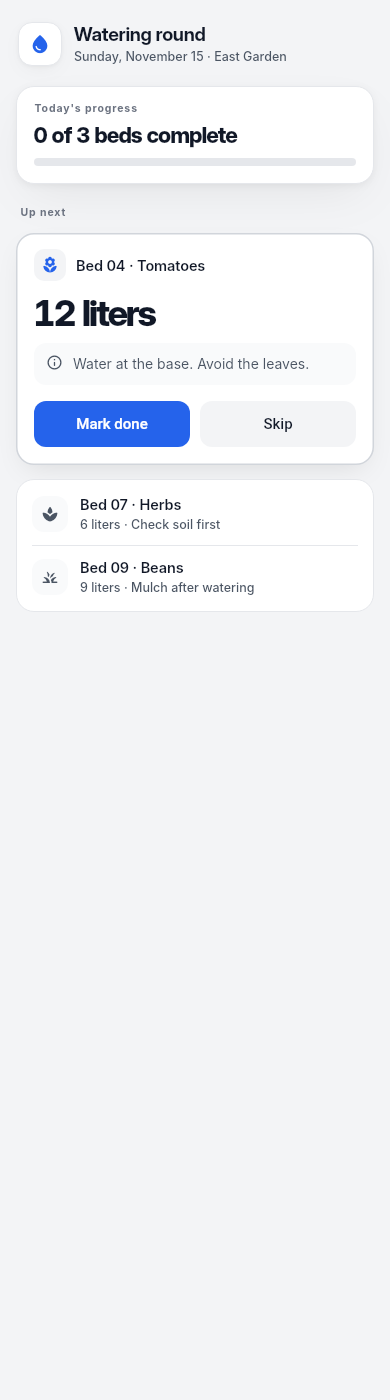 Watering round
Sunday, November 15 · East Garden
Today's progress
0 of 3 beds complete
Up next
Bed 04 · Tomatoes
12 liters
Water at the base. Avoid the leaves.
Mark done
Skip
Bed 07 · Herbs
6 liters · Check soil first
Bed 09 · Beans
9 liters · Mulch after watering